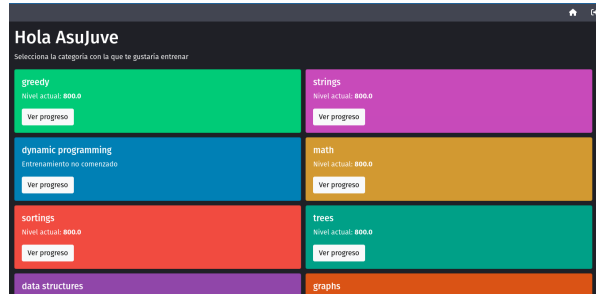 Hola AsuJuve
Selecciona la categoría con la que te gustaría entrenar
greedy
Nivel actual: 800.0
Ver progreso
strings
Nivel actual: 800.0
Ver progreso
dynamic programming
Entrenamiento no comenzado
Ver progreso
math
Nivel actual: 800.0
Ver progreso
sortings
Nivel actual: 800.0
Ver progreso
trees
Nivel actual: 800.0
Ver progreso
data structures
graphs